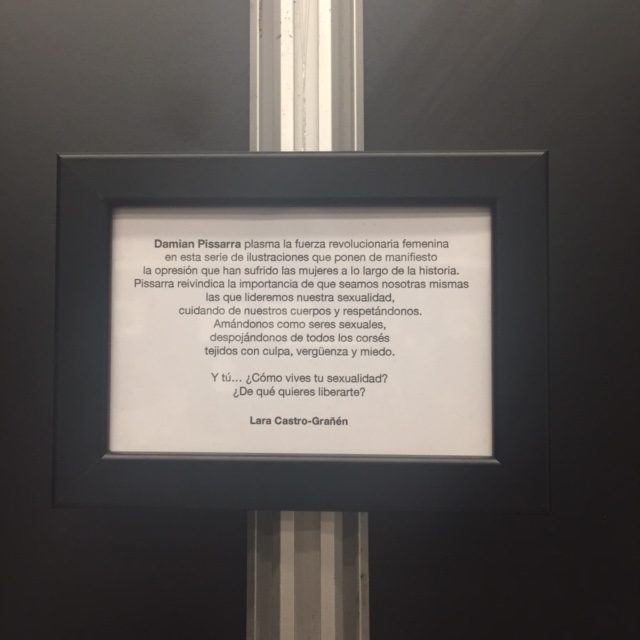 Damian Pissarra plasma la fuerza revolucionaria femenina
en esta serie de ilustraciones que ponen de manifiesto
la opresión que han sufrido las mujeres a lo largo de la historia.
Pissarra reivindica la importancia de que seamos nosotras mismas
las que lideremos nuestra sexualidad,
cuidando de nuestros cuerpos y respetándonos.
Amándonos como seres sexuales,
despojándonos de todos los corsés
tejidos con culpa, vergüenza y miedo.
Y tú... ¿Cómo vives tu sexualidad?
¿De qué quieres liberarte?
Lara Castro-Grañén